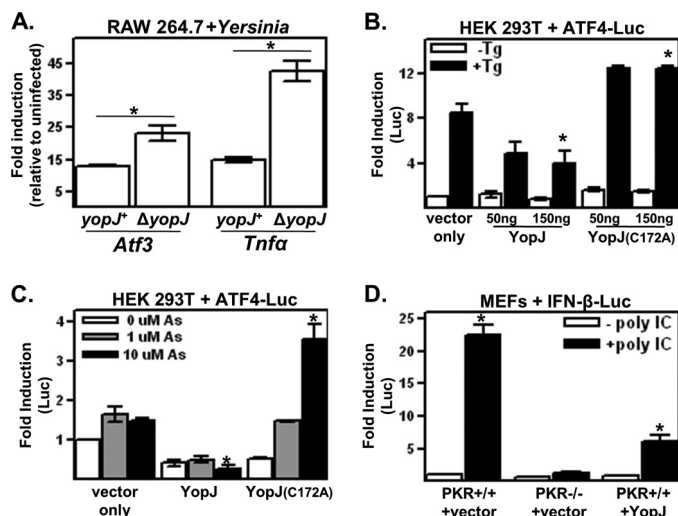 A.
RAW 264.7+Yersinia
Fold induction
(relative to uninfected)
45
35
25
15
5
*
*
yopJ⁺ ΔyopJ yopJ⁺ ΔyopJ
Atf3 Tnfα
B.
HEK 293T + ATF4-Luc
Fold induction
(Luc)
12
8
4
-Tg
+Tg
*
*
vector
only
50ng 150ng 50ng 150ng
YopJ YopJ(C172A)
C.
HEK 293T + ATF4-Luc
Fold Induction
(Luc)
4
3
2
1
0 uM As
1 uM As
10 uM As
*
*
vector
only
YopJ YopJ(C172A)
D.
MEFs + IFN-β-Luc
Fold Induction
(Luc)
25
20
15
10
5
- poly IC
+poly IC
*
*
PKR+/+ PKR-/- PKR+/+
+vector +vector +YopJ